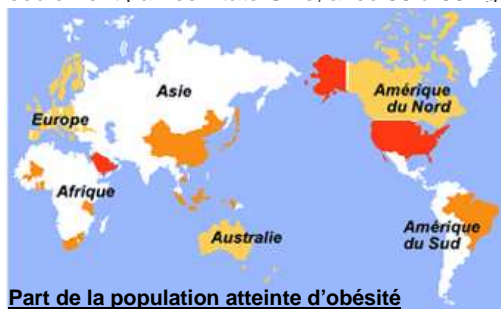 Asie
Amérique
du Nord
Europe
Afrique
Australie
Amérique
du Sud
Part de la population atteinte d'obésité